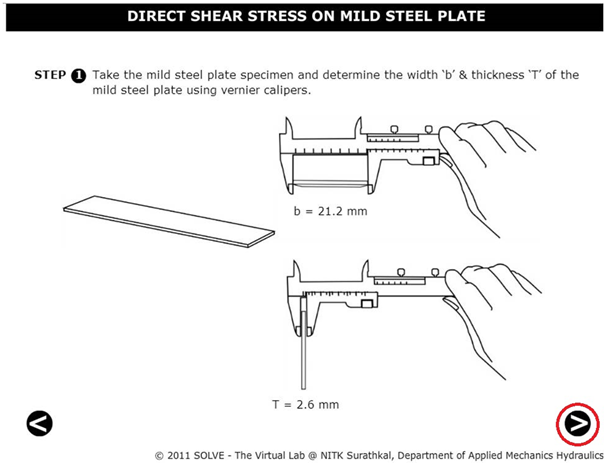 DIRECT SHEAR STRESS ON MILD STEEL PLATE
STEP 1 Take the mild steel plate specimen and determine the width ‘b’ & thickness ‘T’ of the
mild steel plate using vernier calipers.
b = 21.2 mm
T = 2.6 mm
< >
© 2011 SOLVE - The Virtual Lab @ NITK Surathkal, Department of Applied Mechanics Hydraulics